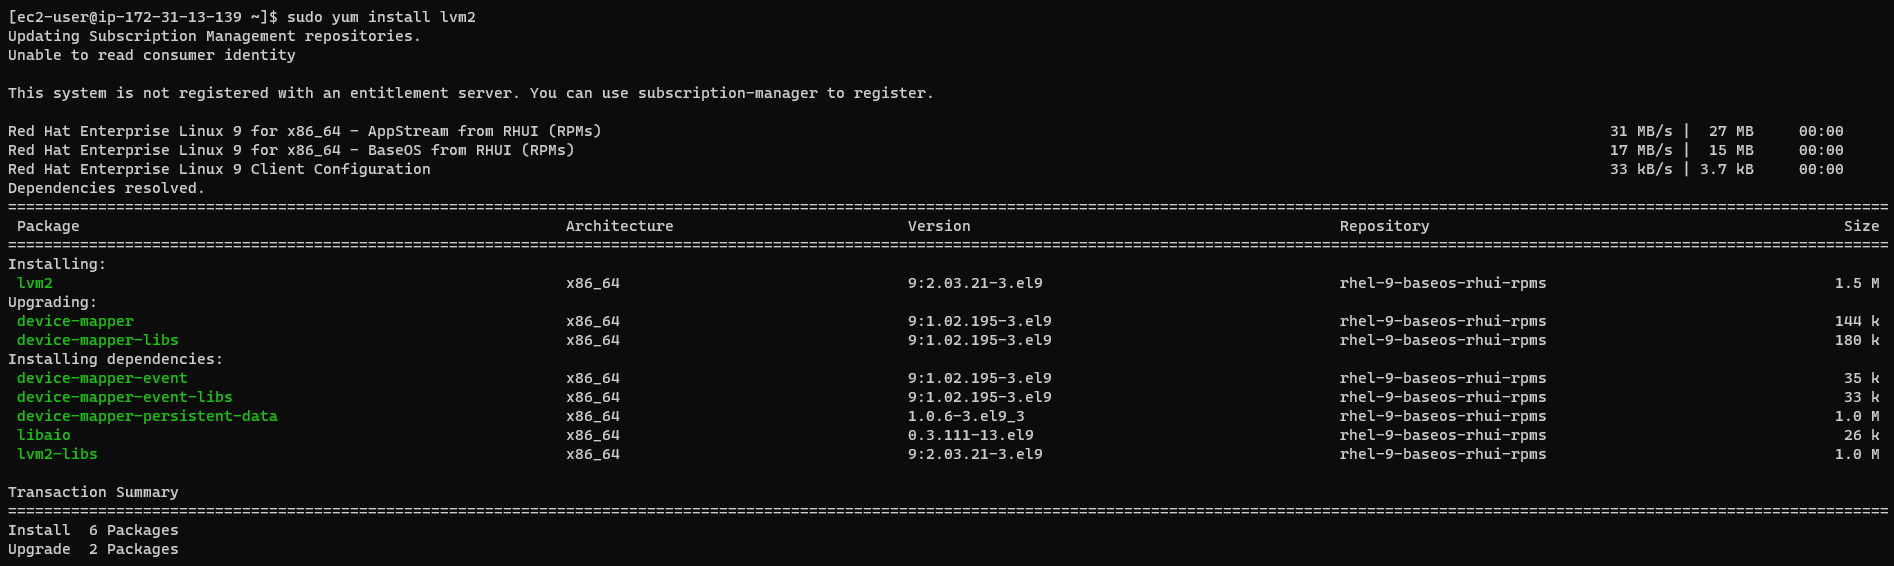 [ec2-user@ip-172-31-13-139 ~]$ sudo yum install lvm2
Updating Subscription Management repositories.
Unable to read consumer identity
This system is not registered with an entitlement server. You can use subscription-manager to register.
Red Hat Enterprise Linux 9 for x86_64 - AppStream from RHUI (RPMs) 31 MB/s | 27 MB 00:00
Red Hat Enterprise Linux 9 for x86_64 - BaseOS from RHUI (RPMs) 17 MB/s | 15 MB 00:00
Red Hat Enterprise Linux 9 Client Configuration 33 kB/s | 3.7 kB 00:00
Dependencies resolved.
================================================================================
Package Architecture Version Repository Size
================================================================================
Installing:
lvm2 x86_64 9:2.03.21-3.el9 rhel-9-baseos-rhui-rpms 1.5 M
Upgrading:
device-mapper x86_64 9:1.02.195-3.el9 rhel-9-baseos-rhui-rpms 144 k
device-mapper-libs x86_64 9:1.02.195-3.el9 rhel-9-baseos-rhui-rpms 180 k
Installing dependencies:
device-mapper-event x86_64 9:1.02.195-3.el9 rhel-9-baseos-rhui-rpms 35 k
device-mapper-event-libs x86_64 9:1.02.195-3.el9 rhel-9-baseos-rhui-rpms 33 k
device-mapper-persistent-data x86_64 1.0.6-3.el9_3 rhel-9-baseos-rhui-rpms 1.0 M
libaio x86_64 0.3.111-13.el9 rhel-9-baseos-rhui-rpms 26 k
lvm2-libs x86_64 9:2.03.21-3.el9 rhel-9-baseos-rhui-rpms 1.0 M
Transaction Summary
================================================================================
Install 6 Packages
Upgrade 2 Packages